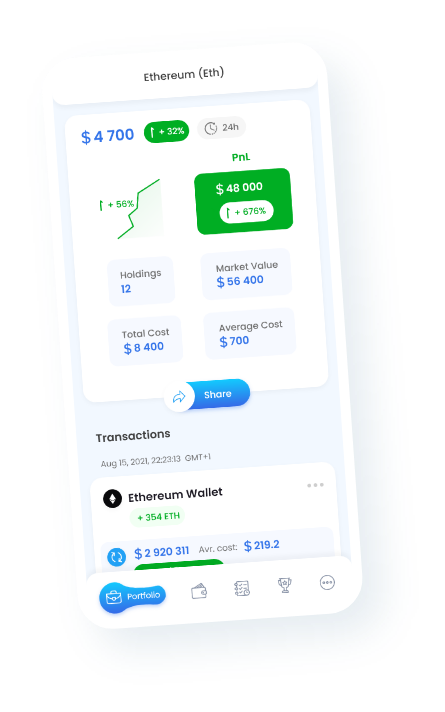 Ethereum (Eth)
$ 4 700 + 32% 24h
PnL
+ 56%
$ 48 000
+ 676%
Holdings
12
Market Value
$ 56 400
Total Cost
$ 8 400
Average Cost
$ 700
Share
Transactions
Aug 15, 2021, 22:23:13 GMT+1
Ethereum Wallet
+ 354 ETH
$ 2 920 311 Avr. cost: $ 219.2
Portfolio